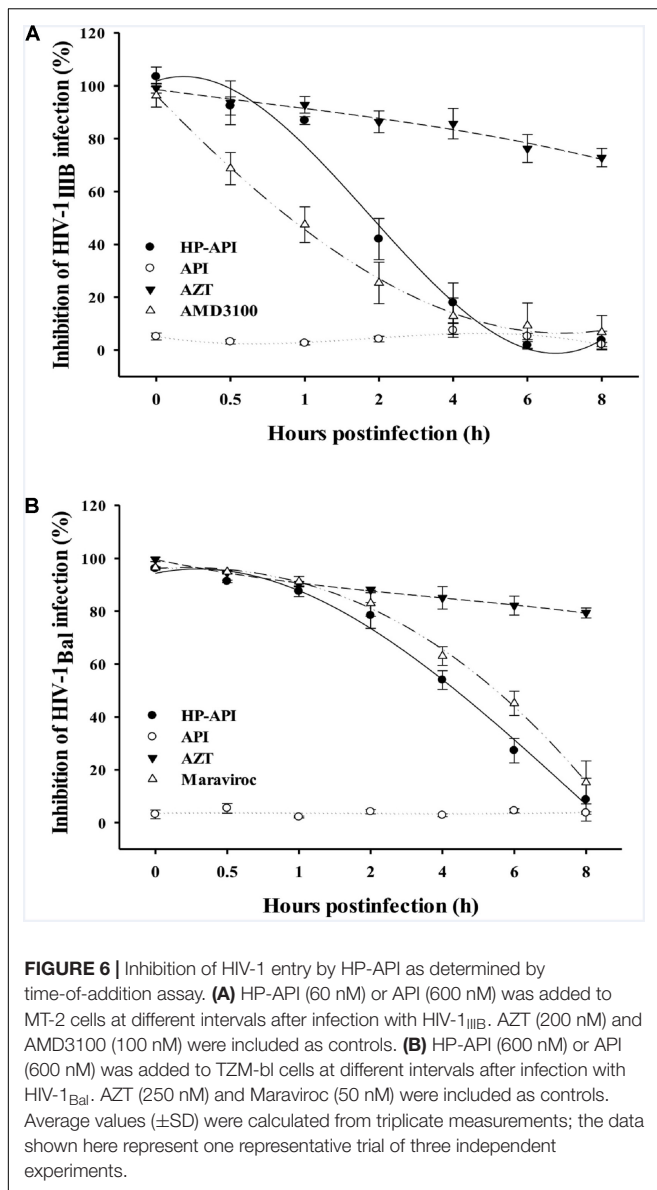 A
Inhibition of HIV-1IIIB infection (%)
120
100
80
60
40
20
0
HP-API
API
AZT
AMD3100
0 0.5 1 2 4 6 8
Hours postinfection (h)
B
Inhibition of HIV-1Bal infection (%)
120
100
80
60
40
20
0
HP-API
API
AZT
Maraviroc
0 0.5 1 2 4 6 8
Hours postinfection (h)
FIGURE 6 | Inhibition of HIV-1 entry by HP-API as determined by
time-of-addition assay. (A) HP-API (60 nM) or API (600 nM) was added to
MT-2 cells at different intervals after infection with HIV-1IIIB. AZT (200 nM) and
AMD3100 (100 nM) were included as controls. (B) HP-API (600 nM) or API
(600 nM) was added to TZM-bl cells at different intervals after infection with
HIV-1Bal. AZT (250 nM) and Maraviroc (50 nM) were included as controls.
Average values (±SD) were calculated from triplicate measurements; the data
shown here represent one representative trial of three independent
experiments.